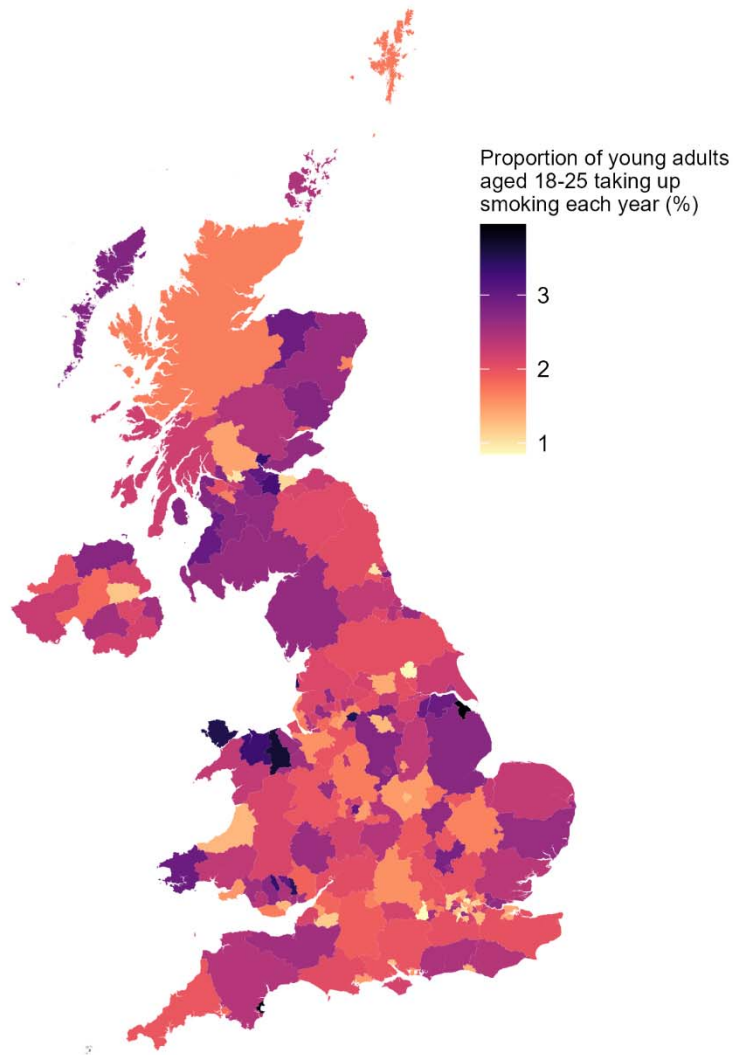 Proportion of young adults
aged 18-25 taking up
smoking each year (%)
3
2
1